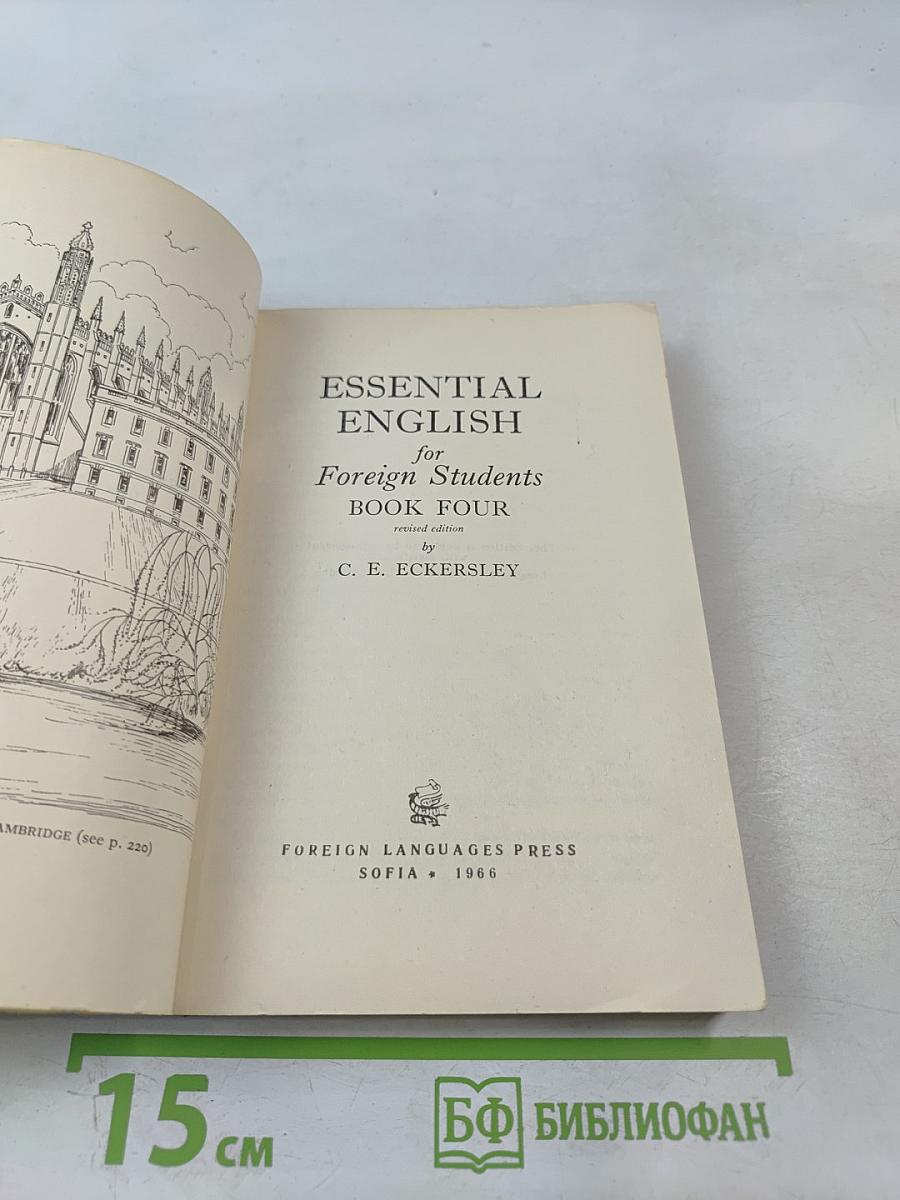 AMBRIDGE (see p. 220)
ESSENTIAL
ENGLISH
for
Foreign Students
BOOK FOUR
revised edition
by
C. E. ECKERSLEY
FOREIGN LANGUAGES PRESS
SOFIA * 1966
15 см
БФ БИБЛИОФАН